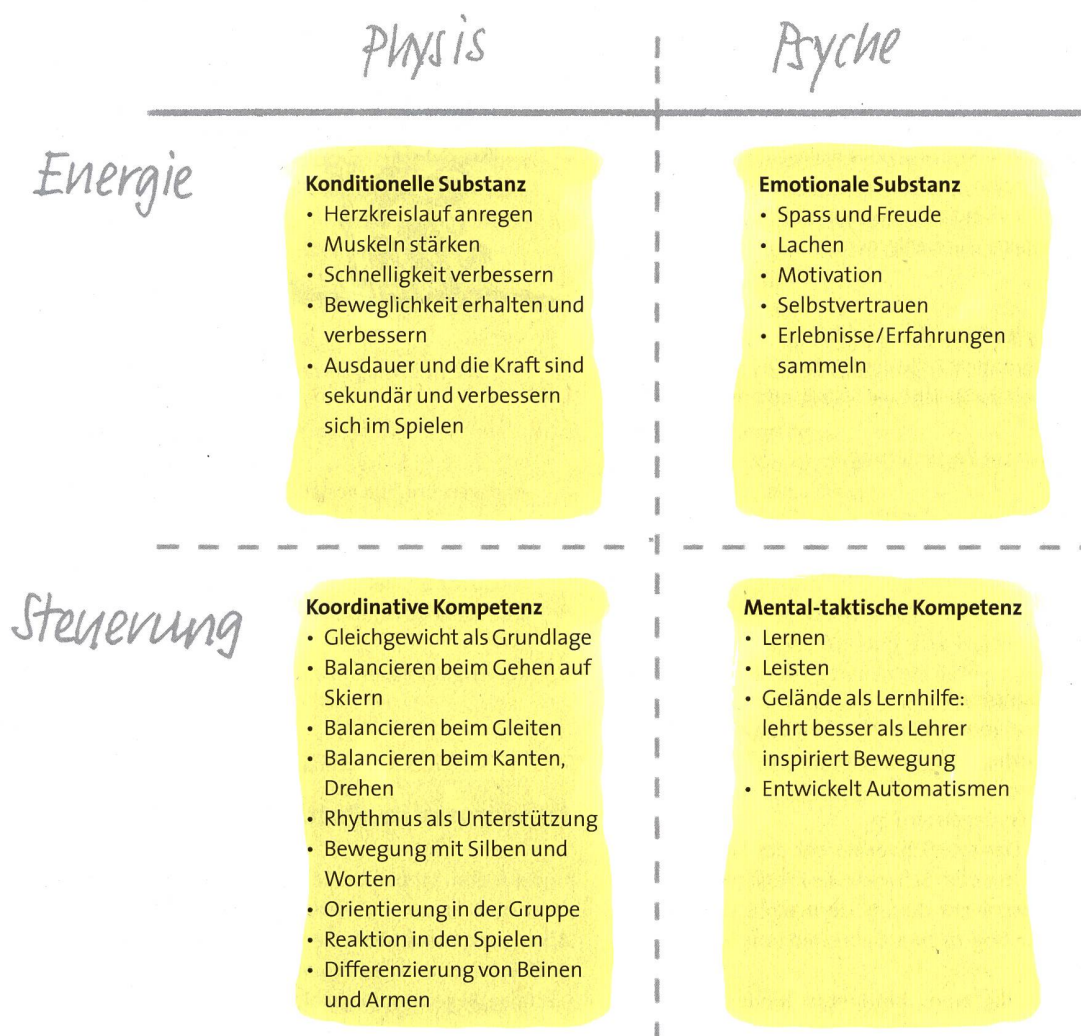 Physis
Psyche
Energie
Konditionelle Substanz
• Herzkreislauf anregen
• Muskeln stärken
• Schnelligkeit verbessern
• Beweglichkeit erhalten und
verbessern
• Ausdauer und die Kraft sind
sekundär und verbessern
sich im Spielen
Emotionale Substanz
• Spass und Freude
• Lachen
• Motivation
• Selbstvertrauen
• Erlebnisse/Erfahrungen
sammeln
Steuerung
Koordinative Kompetenz
• Gleichgewicht als Grundlage
• Balancieren beim Gehen auf
Skiern
• Balancieren beim Gleiten
• Balancieren beim Kanten,
Drehen
• Rhythmus als Unterstützung
• Bewegung mit Silben und
Worten
• Orientierung in der Gruppe
• Reaktion in den Spielen
• Differenzierung von Beinen
und Armen
Mental-taktische Kompetenz
• Lernen
• Leisten
• Gelände als Lernhilfe:
lehrt besser als Lehrer
inspiriert Bewegung
• Entwickelt Automatismen